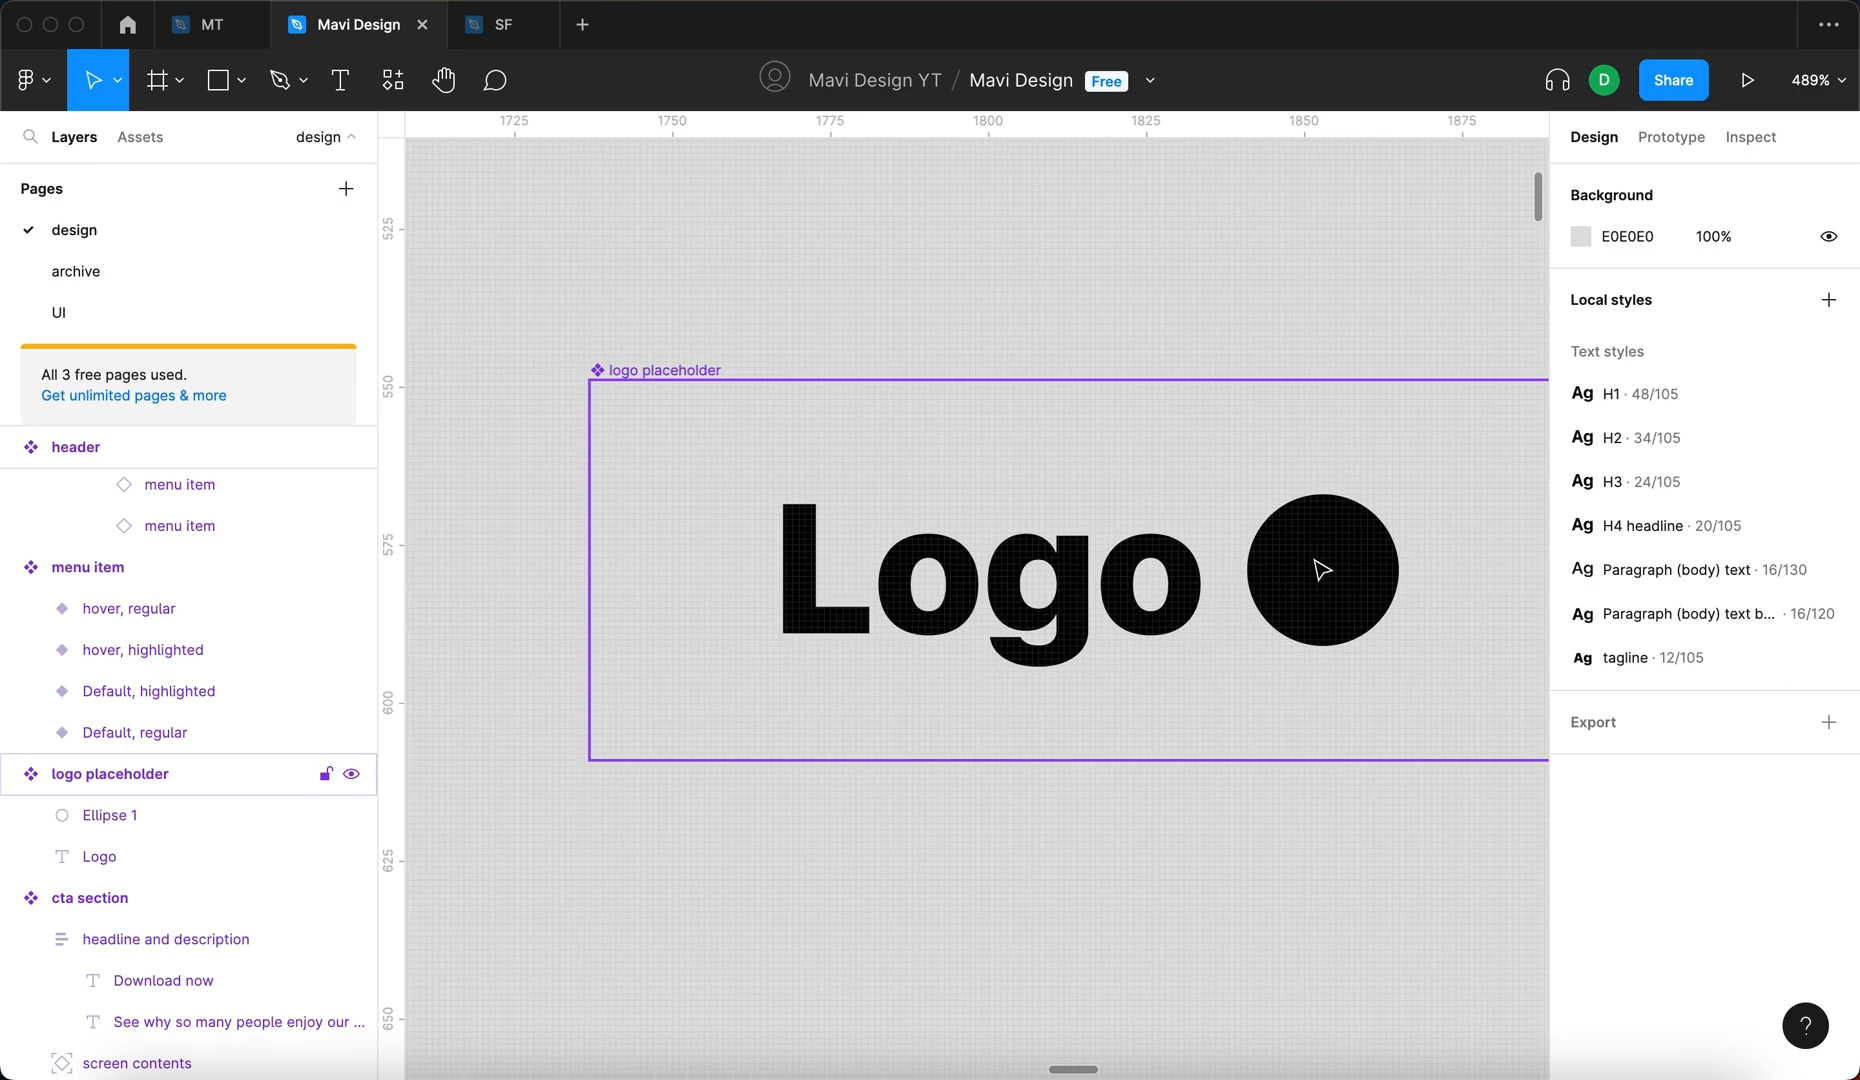 MT
Mavi Design
SF
Mavi Design YT / Mavi Design Free
D
Share
489%
Layers
Assets
design
Pages
design
archive
UI
All 3 free pages used.
Get unlimited pages & more
header
menu item
menu item
menu item
hover, regular
hover, highlighted
Default, highlighted
Default, regular
logo placeholder
Ellipse 1
Logo
cta section
headline and description
Download now
See why so many people enjoy our ...
screen contents
1725
1750
1775
1800
1825
1850
1875
525
550
575
600
625
650
logo placeholder
Logo
Design
Prototype
Inspect
Background
E0E0E0
100%
Local styles
Text styles
Ag H1 · 48/105
Ag H2 · 34/105
Ag H3 · 24/105
Ag H4 headline · 20/105
Ag Paragraph (body) text · 16/130
Ag Paragraph (body) text b... · 16/120
Ag tagline · 12/105
Export
?